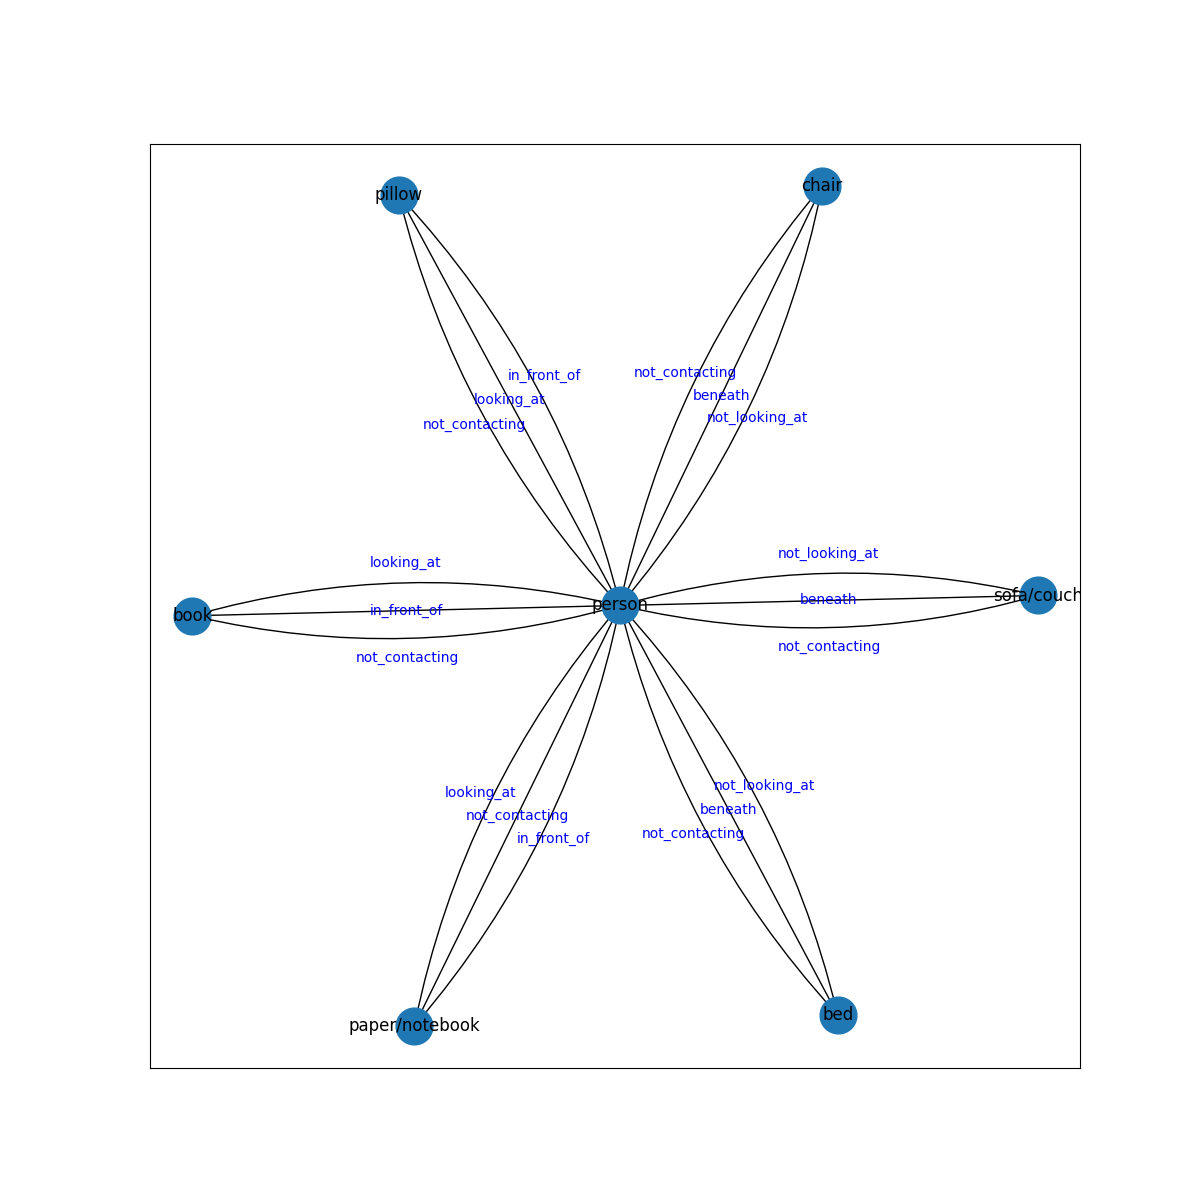 chair
pillow
not_contacting
in_front_of
beneath
looking_at
not_looking_at
not_contacting
not_looking_at
looking_at
sofa/couch
beneath
person
in_front_of
book
not_contacting
not_contacting
not_looking_at
looking_at
beneath
not_contacting
not_contacting
in_front_of
bed
paper/notebook